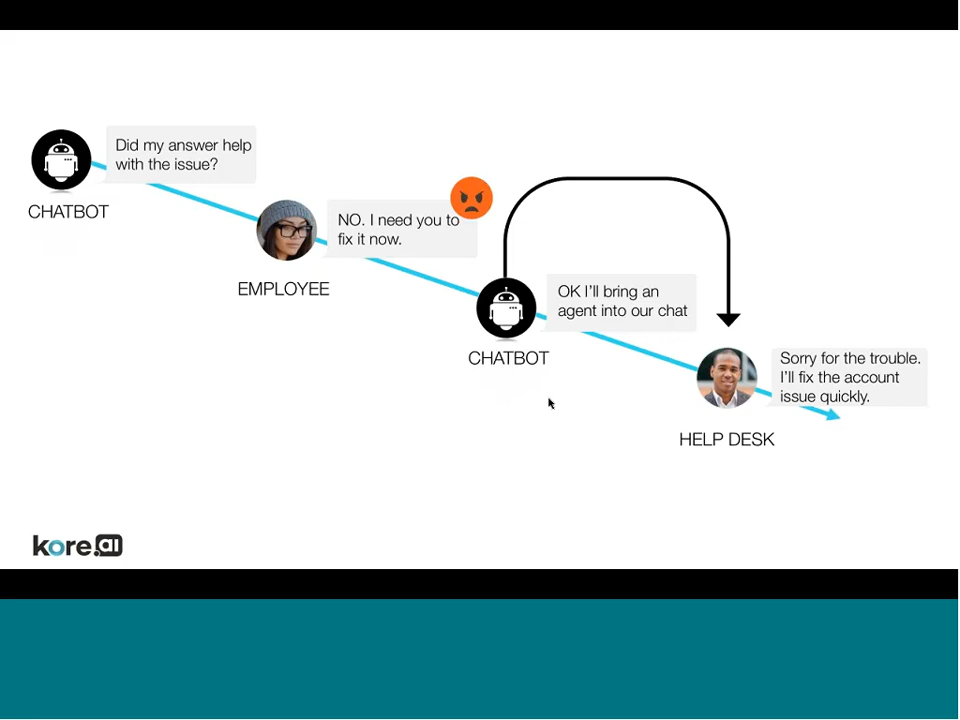 Did my answer help
with the issue?
CHATBOT
NO. I need you to
fix it now.
EMPLOYEE
OK I'll bring an
agent into our chat
CHATBOT
Sorry for the trouble.
I'll fix the account
issue quickly.
HELP DESK
kore.ai